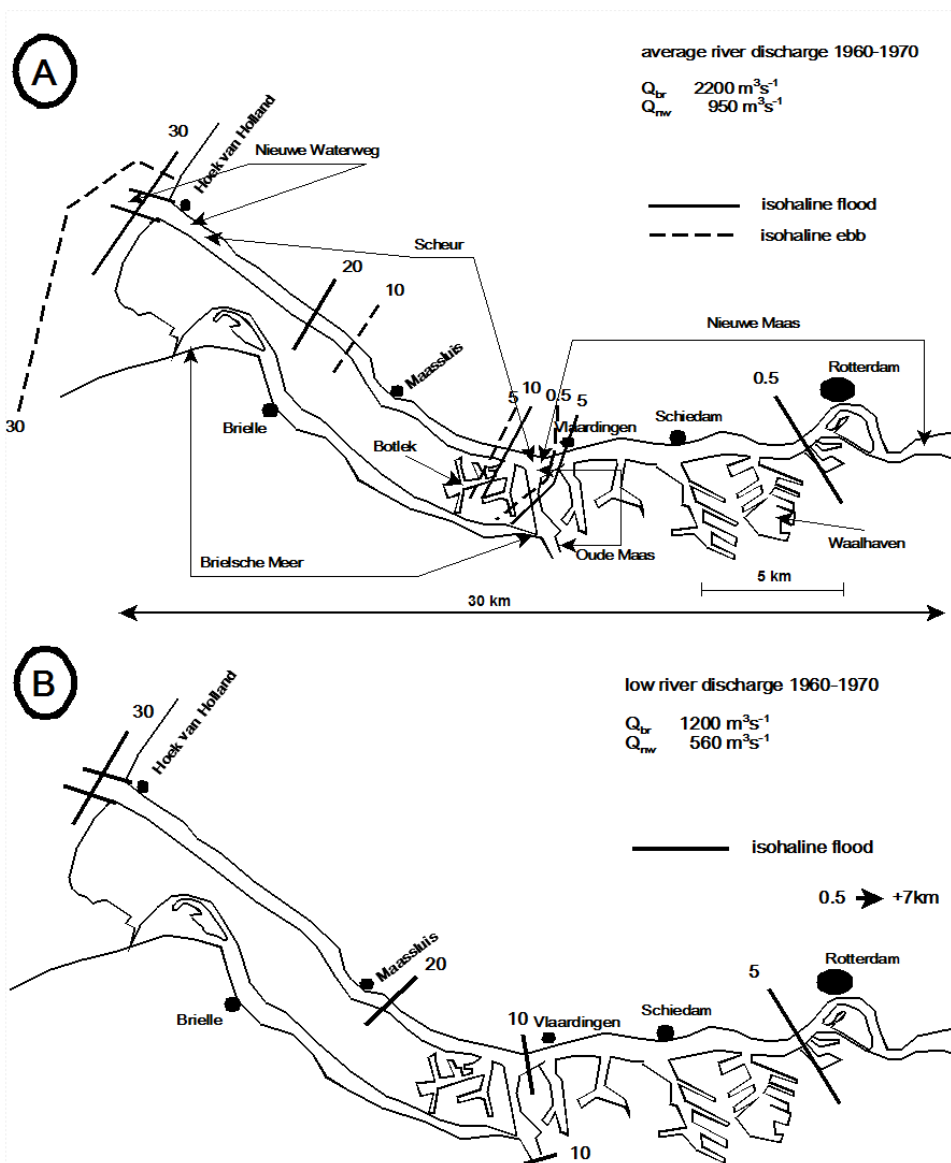 A
average river discharge 1960-1970
Qbr 2200 m³s⁻¹
Qnw 950 m³s⁻¹
30
Hoek van Holland
Nieuwe Waterweg
isohaline flood
isohaline ebb
Scheur
20
10
Nieuwe Maas
Maassluis
Rotterdam
0.5
5
10
0.5
5
Vlaardingen
Schiedam
30
Brielle
Botlek
Waalhaven
Brielsche Meer
Oude Maas
5 km
30 km
B
low river discharge 1960-1970
Qbr 1200 m³s⁻¹
Qnw 560 m³s⁻¹
30
Hoek van Holland
isohaline flood
0.5 +7km
Maassluis
20
5
Rotterdam
Brielle
10
Vlaardingen
Schiedam
10